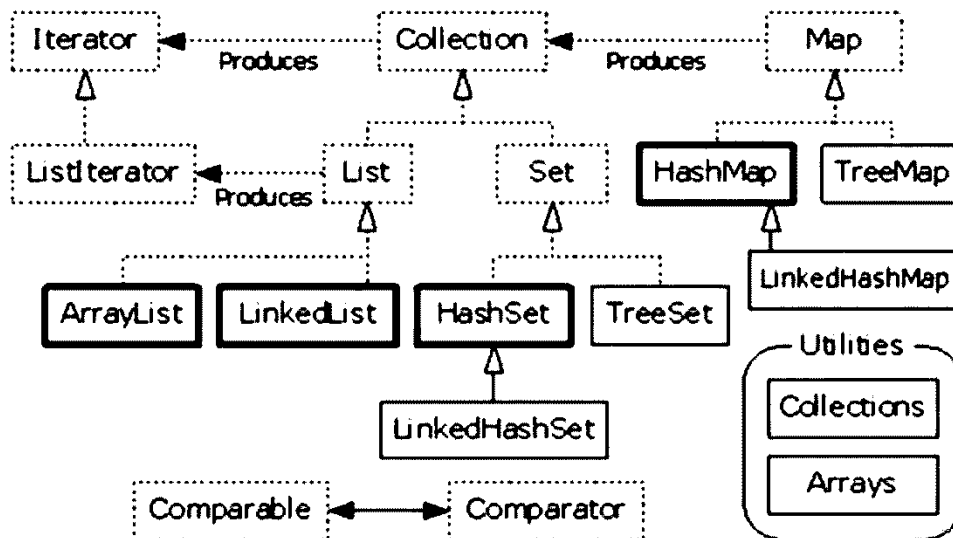 Iterator
Collection
Map
Produces
Produces
ListIterator
List
Set
HashMap
TreeMap
Produces
LinkedHashMap
ArrayList
LinkedList
HashSet
TreeSet
Utilities
Collections
LinkedHashSet
Arrays
Comparable
Comparator